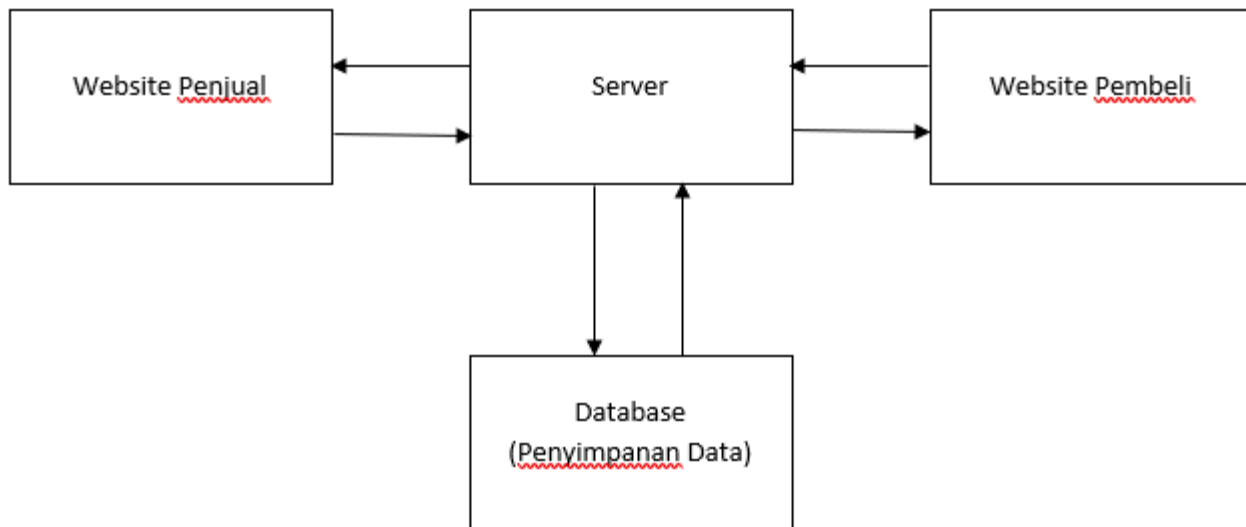 Website Penjual
Server
Website Pembeli
Database
(Penyimpanan Data)